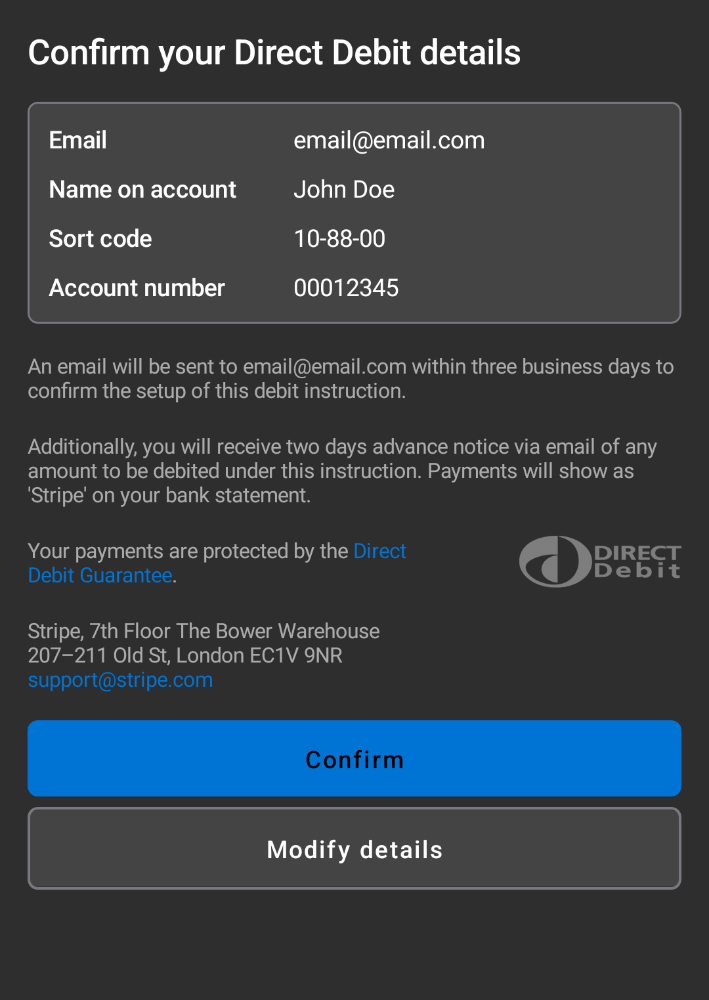 Confirm your Direct Debit details
Email email@email.com
Name on account John Doe
Sort code 10-88-00
Account number 00012345
An email will be sent to email@email.com within three business days to
confirm the setup of this debit instruction.
Additionally, you will receive two days advance notice via email of any
amount to be debited under this instruction. Payments will show as
'Stripe' on your bank statement.
Your payments are protected by the Direct
Debit Guarantee.
DIRECT
Debit
Stripe, 7th Floor The Bower Warehouse
207–211 Old St, London EC1V 9NR
support@stripe.com
Confirm
Modify details